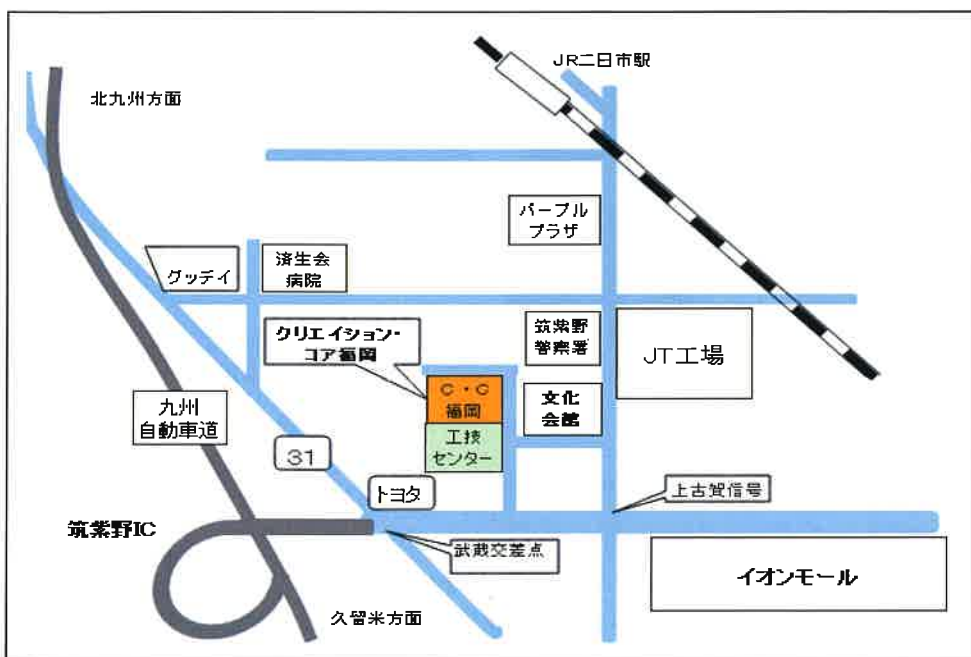 JR二日市駅
北九州方面
パープル
プラザ
グッデイ
済生会
病院
クリエイション・
コア福岡
筑紫野
警察署
JT工場
C・C
福岡
文化
会館
九州
自動車道
工技
センター
31
トヨタ
上古賀信号
筑紫野IC
武蔵交差点
イオンモール
久留米方面